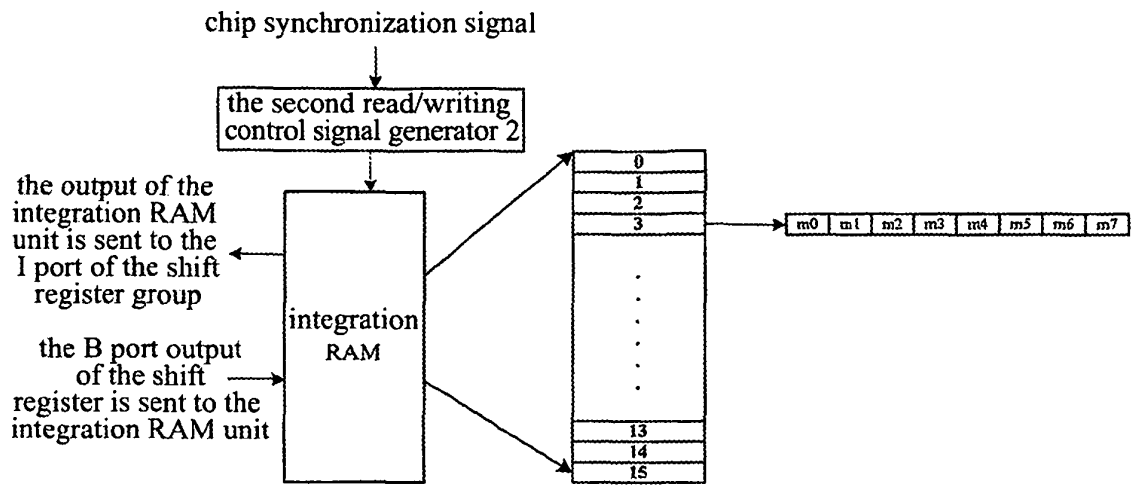 chip synchronization signal
the second read/writing
control signal generator 2
the output of the
integration RAM
unit is sent to the
I port of the shift
register group
integration
RAM
the B port output
of the shift
register is sent to the
integration RAM unit
0
1
2
3
13
14
15
m0 m1 m2 m3 m4 m5 m6 m7